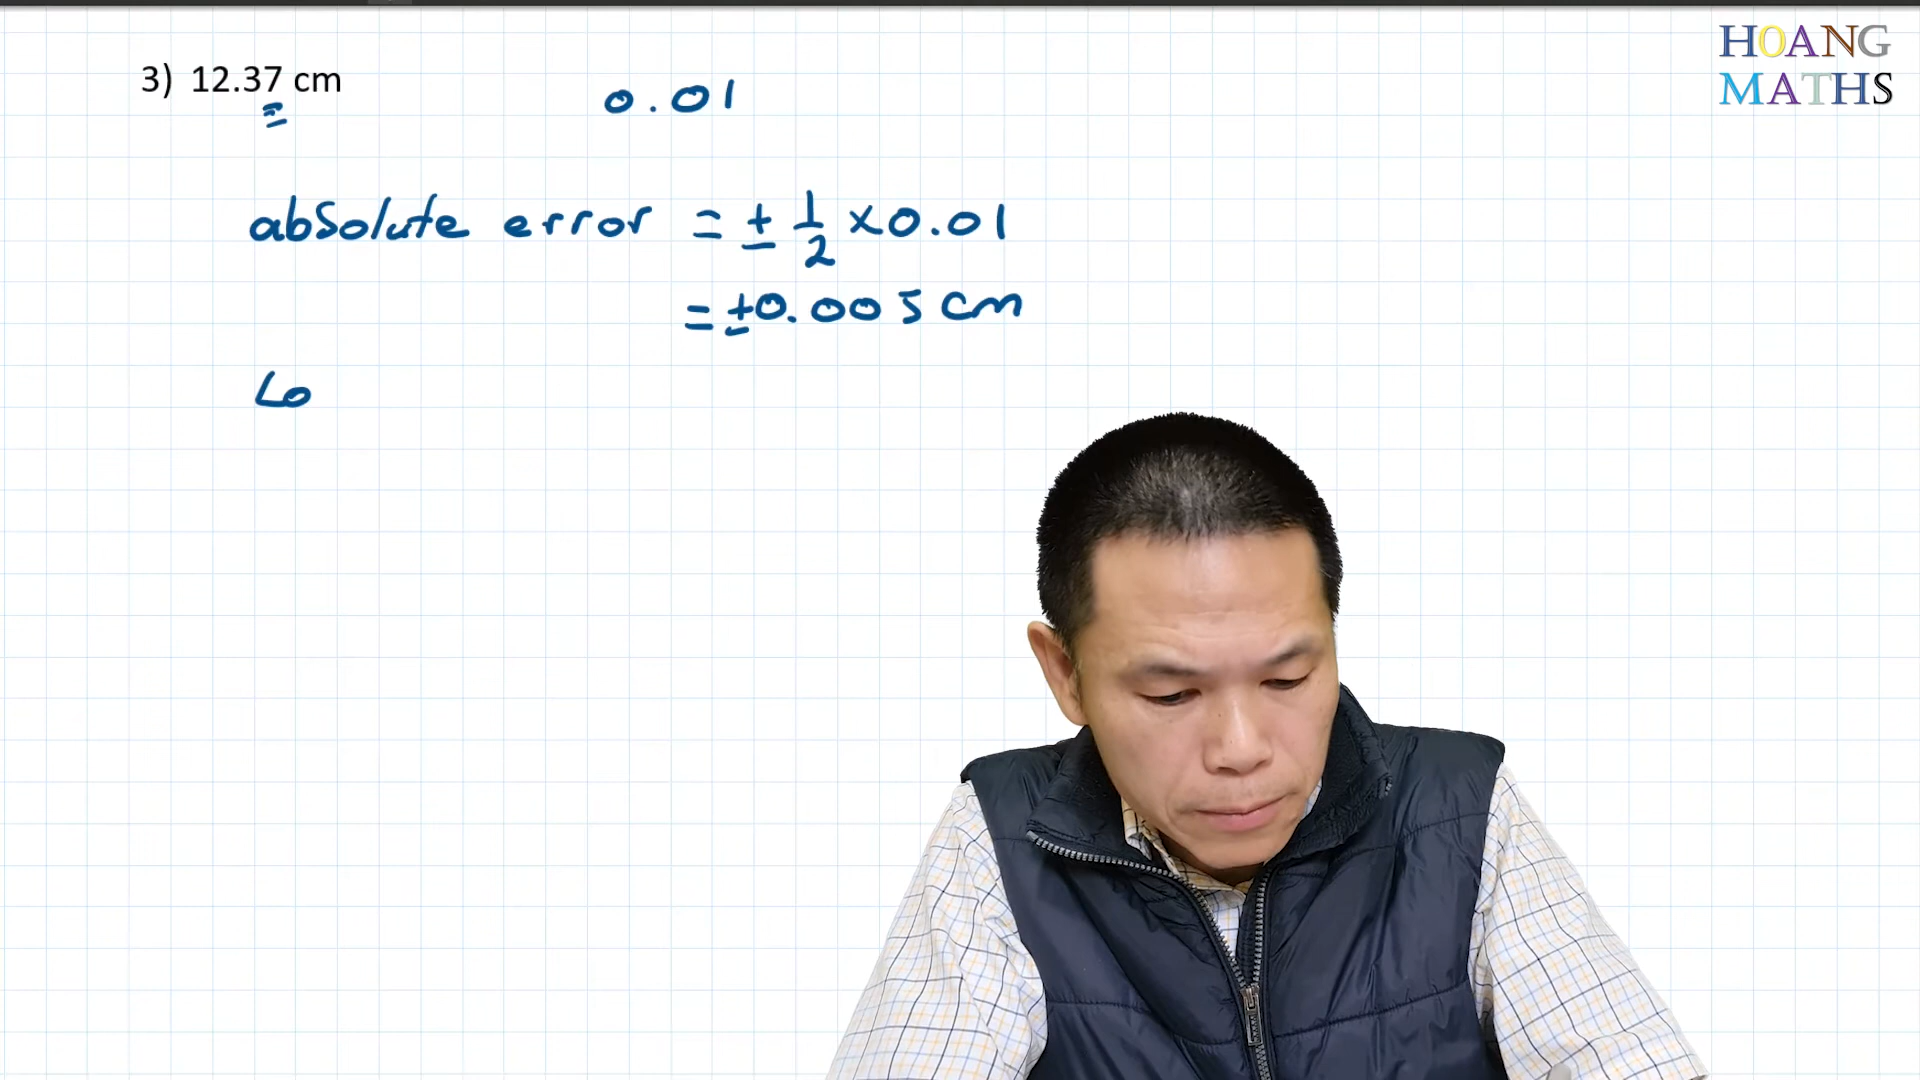 HOANG
MATHS
3) 12.37 cm
0.01
absolute error = ± 1/2 × 0.01
= ±0.005 cm
Lo